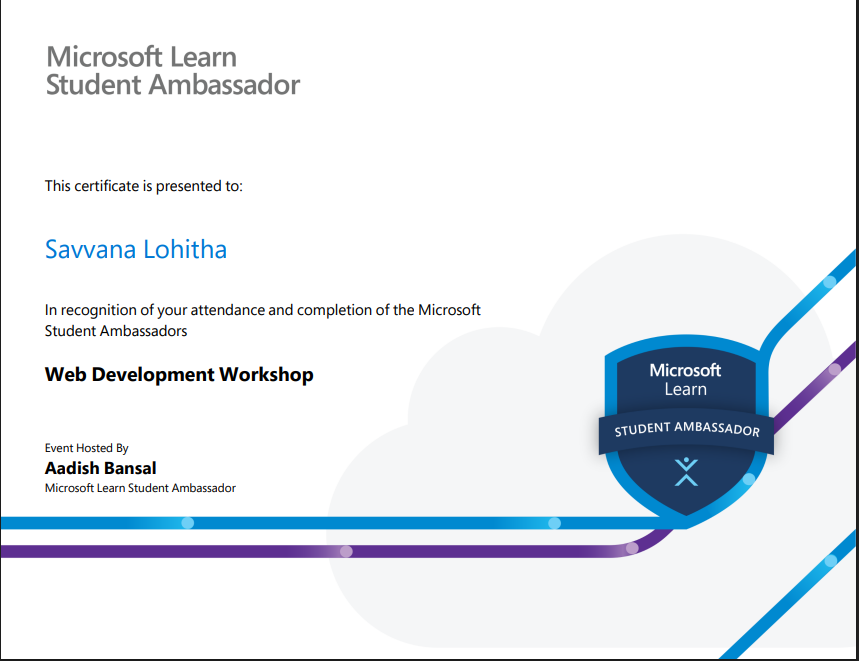 Microsoft Learn
Student Ambassador
This certificate is presented to:
Savvana Lohitha
In recognition of your attendance and completion of the Microsoft
Student Ambassadors
Web Development Workshop
Event Hosted By
Aadish Bansal
Microsoft Learn Student Ambassador
Microsoft
Learn
STUDENT AMBASSADOR